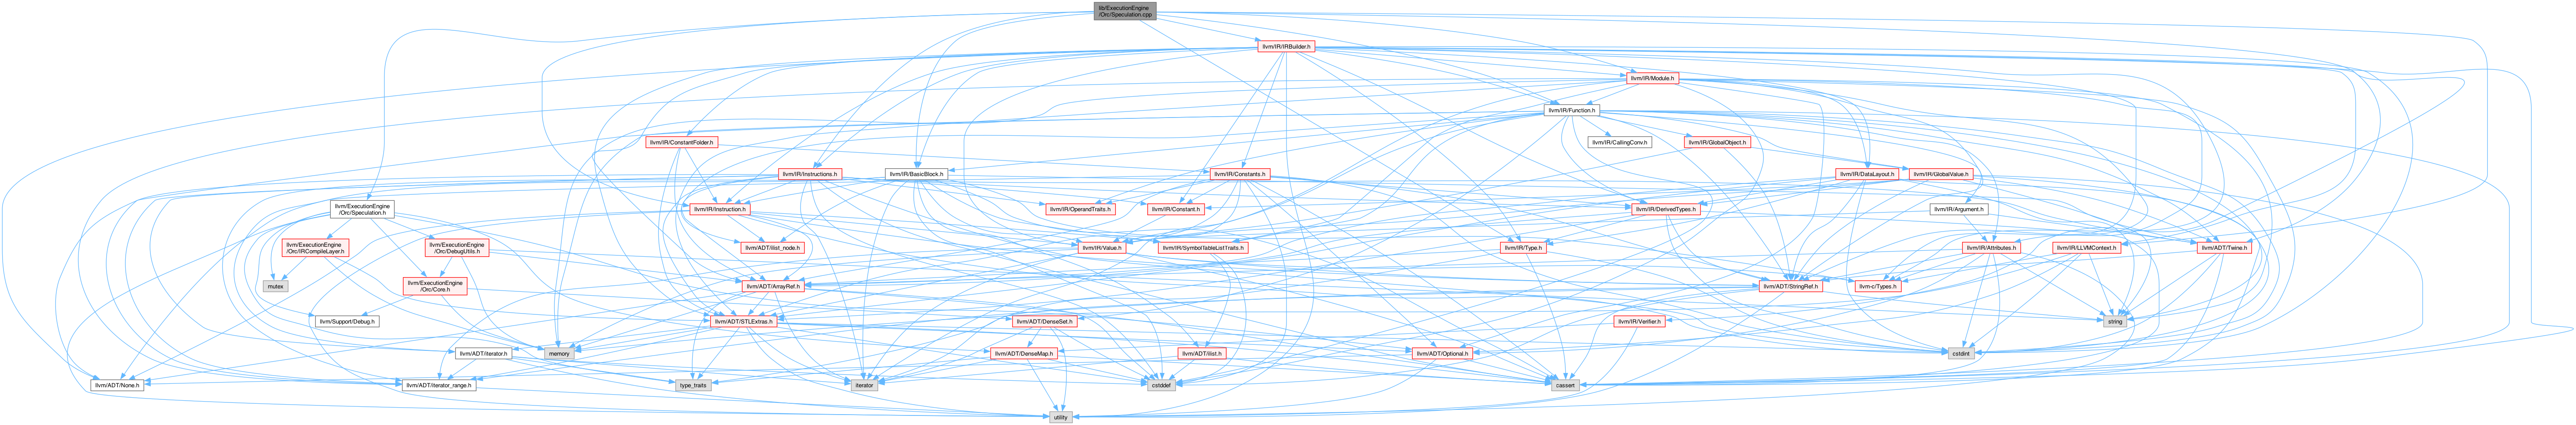 lib/ExecutionEngine
/Orc/Speculation.cpp
llvm/IR/IRBuilder.h
llvm/IR/Module.h
llvm/IR/Function.h
llvm/IR/ConstantFolder.h
llvm/IR/CallingConv.h
llvm/IR/GlobalObject.h
llvm/IR/Instructions.h
llvm/IR/BasicBlock.h
llvm/IR/Constants.h
llvm/IR/DataLayout.h
llvm/IR/GlobalValue.h
llvm/ExecutionEngine
/Orc/Speculation.h
llvm/IR/Instruction.h
llvm/IR/OperandTraits.h
llvm/IR/Constant.h
llvm/IR/DerivedTypes.h
llvm/IR/Argument.h
llvm/ExecutionEngine
/Orc/IRCompileLayer.h
llvm/ExecutionEngine
/Orc/DebugUtils.h
llvm/ADT/ilist_node.h
llvm/IR/Value.h
llvm/IR/SymbolTableListTraits.h
llvm/IR/Type.h
llvm/IR/Attributes.h
llvm/IR/LLVMContext.h
llvm/ADT/Twine.h
mutex
llvm/ExecutionEngine
/Orc/Core.h
llvm/ADT/ArrayRef.h
llvm/ADT/StringRef.h
llvm-c/Types.h
llvm/Support/Debug.h
llvm/ADT/STLExtras.h
llvm/ADT/DenseSet.h
llvm/IR/Verifier.h
string
llvm/ADT/iterator.h
memory
llvm/ADT/DenseMap.h
llvm/ADT/ilist.h
llvm/ADT/Optional.h
cstdint
llvm/ADT/None.h
llvm/ADT/iterator_range.h
type_traits
iterator
cstddef
cassert
utility